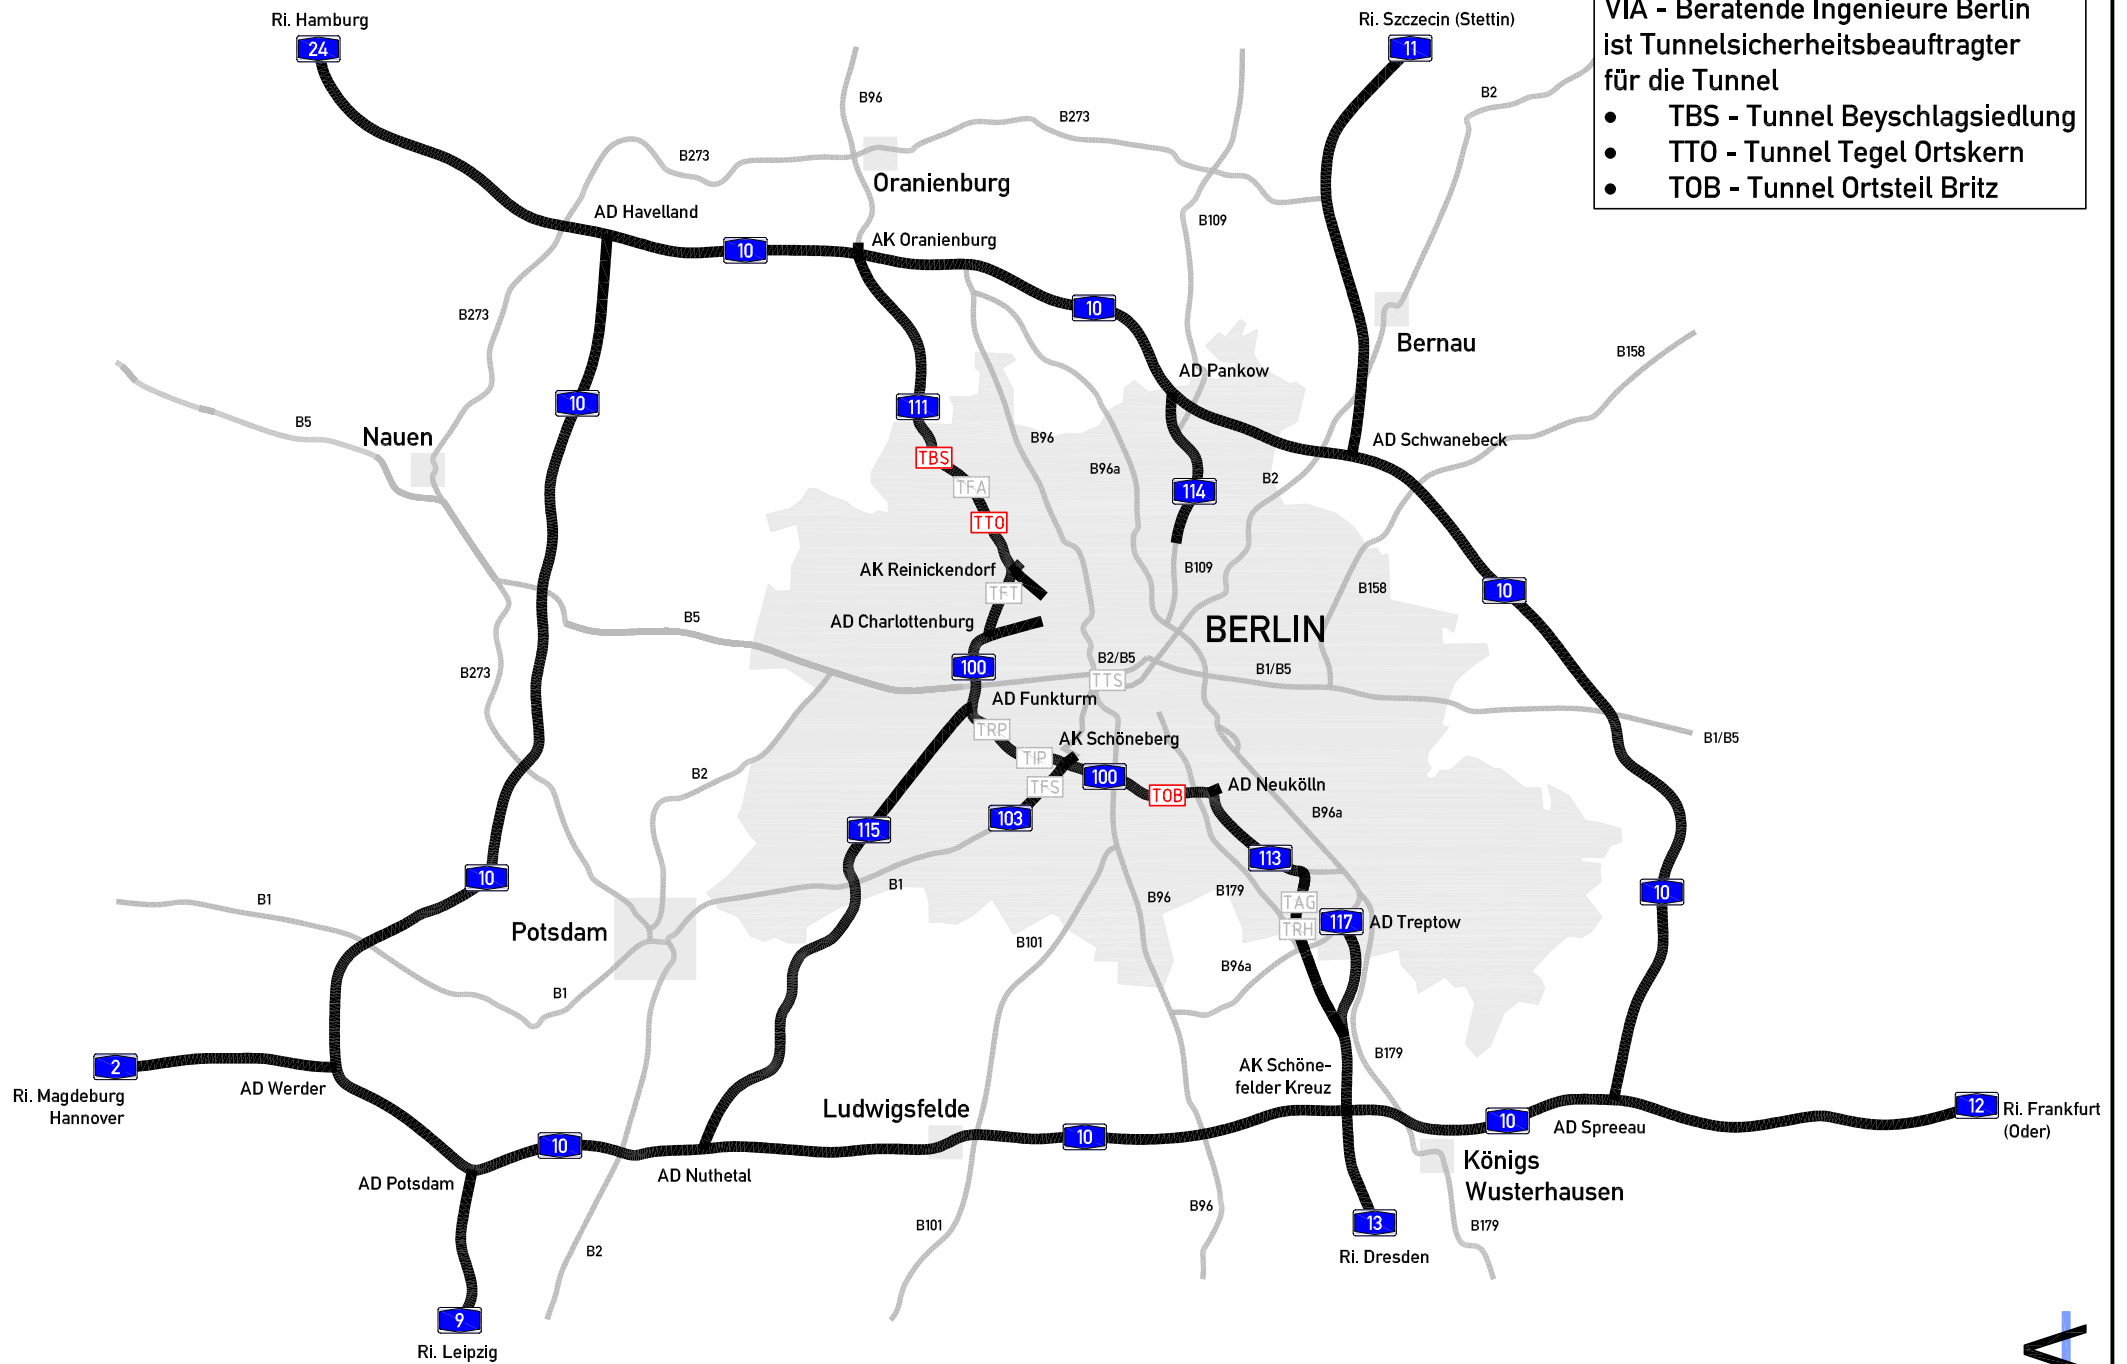 Ri. Hamburg
24
Ri. Szczecin (Stettin)
11
VIA - Beratende Ingenieure Berlin
ist Tunnelsicherheitsbeauftragter
für die Tunnel
• TBS - Tunnel Beyschlagsiedlung
• TTO - Tunnel Tegel Ortskern
• TOB - Tunnel Ortsteil Britz
B96
B2
B273
B273
Oranienburg
AD Havelland
B109
AK Oranienburg
10
10
B273
Bernau
B158
AD Pankow
10
111
B5
Nauen
B96
AD Schwanebeck
TBS
B96a
B2
TFA
114
TTO
AK Reinickendorf
B109
B158
10
TFT
B5
AD Charlottenburg
BERLIN
B273
100
B2/B5
B1/B5
TTS
AD Funkturm
TRP
AK Schöneberg
B1/B5
TIP
B2
100
TFS
AD Neukölln
TOB
103
B96a
115
113
10
B1
B1
B96
B179
10
TAG
Potsdam
117
AD Treptow
TRH
B101
B96a
B1
B179
2
AK Schöne-
felder Kreuz
AD Werder
Ri. Magdeburg
Hannover
Ludwigsfelde
12
Ri. Frankfurt
(Oder)
10
10
10
AD Spreeau
AD Potsdam
AD Nuthetal
Königs
Wusterhausen
B96
B101
13
B179
B2
Ri. Dresden
9
Ri. Leipzig